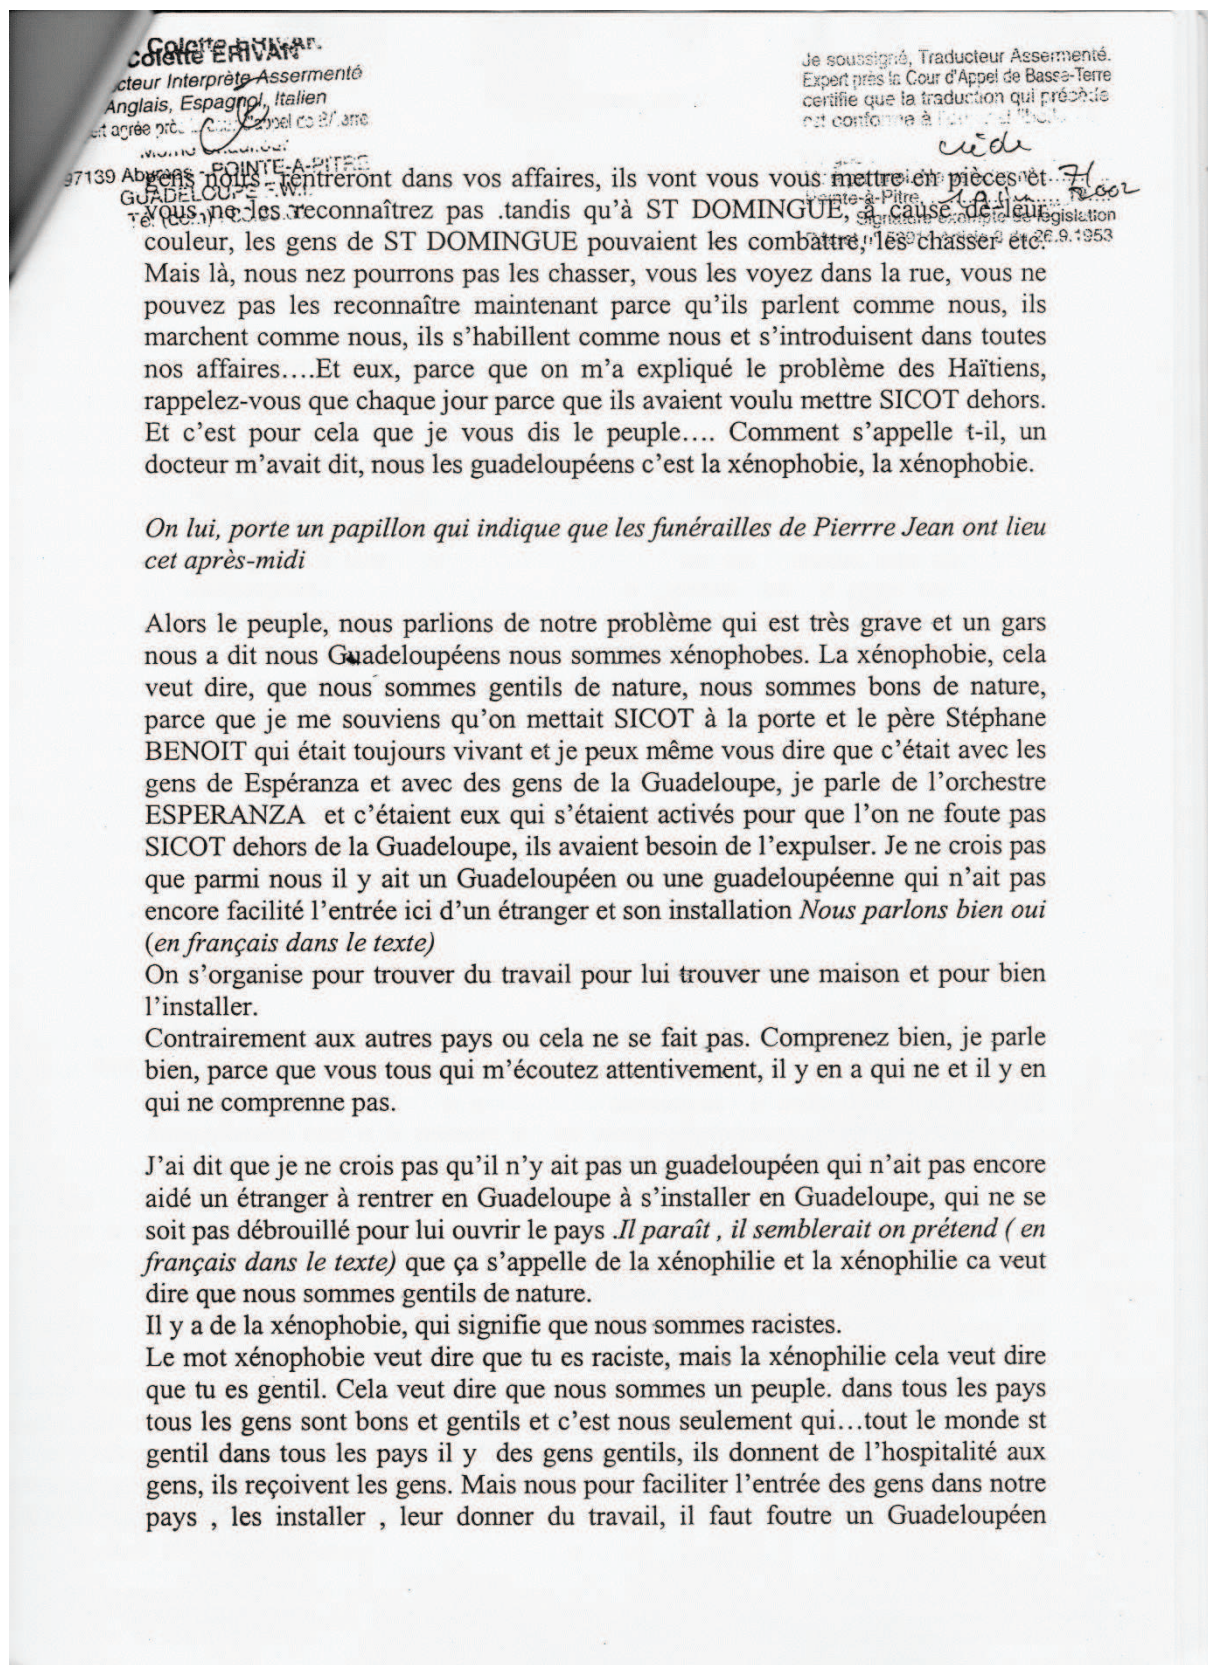 Colette ERIVAN
Colette ERIVAN
cteur Interprète Assermenté
Anglais, Espagnol, Italien
rt agrée prè
97139 Abymes - POINTE-A-PITRE
GUADELOUPE
Je soussigné, Traducteur Assermenté.
Expert près la Cour d'Appel de Basse-Terre
certifie que la traduction qui précède
est conforme à
créole
71
Pointe-à-Pitre,
2002
Signature exempte de législation
26.9.1953
gens nous rentreront dans vos affaires, ils vont vous vous mettre en pièces et
vous ne les reconnaîtrez pas .tandis qu’à ST DOMINGUE, à cause de leur
couleur, les gens de ST DOMINGUE pouvaient les combattre, les chasser etc.
Mais là, nous nez pourrons pas les chasser, vous les voyez dans la rue, vous ne
pouvez pas les reconnaître maintenant parce qu’ils parlent comme nous, ils
marchent comme nous, ils s’habillent comme nous et s’introduisent dans toutes
nos affaires….Et eux, parce que on m’a expliqué le problème des Haïtiens,
rappelez-vous que chaque jour parce que ils avaient voulu mettre SICOT dehors.
Et c’est pour cela que je vous dis le peuple…. Comment s’appelle t-il, un
docteur m’avait dit, nous les guadeloupéens c’est la xénophobie, la xénophobie.
On lui, porte un papillon qui indique que les funérailles de Pierrre Jean ont lieu
cet après-midi
Alors le peuple, nous parlions de notre problème qui est très grave et un gars
nous a dit nous Guadeloupéens nous sommes xénophobes. La xénophobie, cela
veut dire, que nous sommes gentils de nature, nous sommes bons de nature,
parce que je me souviens qu’on mettait SICOT à la porte et le père Stéphane
BENOIT qui était toujours vivant et je peux même vous dire que c’était avec les
gens de Espéranza et avec des gens de la Guadeloupe, je parle de l’orchestre
ESPERANZA et c’étaient eux qui s’étaient activés pour que l’on ne foute pas
SICOT dehors de la Guadeloupe, ils avaient besoin de l’expulser. Je ne crois pas
que parmi nous il y ait un Guadeloupéen ou une guadeloupéenne qui n’ait pas
encore facilité l’entrée ici d’un étranger et son installation Nous parlons bien oui
(en français dans le texte)
On s’organise pour trouver du travail pour lui trouver une maison et pour bien
l’installer.
Contrairement aux autres pays ou cela ne se fait pas. Comprenez bien, je parle
bien, parce que vous tous qui m’écoutez attentivement, il y en a qui ne et il y en
qui ne comprenne pas.
J’ai dit que je ne crois pas qu’il n’y ait pas un guadeloupéen qui n’ait pas encore
aidé un étranger à rentrer en Guadeloupe à s’installer en Guadeloupe, qui ne se
soit pas débrouillé pour lui ouvrir le pays .Il paraît , il semblerait on prétend ( en
français dans le texte) que ça s’appelle de la xénophilie et la xénophilie ca veut
dire que nous sommes gentils de nature.
Il y a de la xénophobie, qui signifie que nous sommes racistes.
Le mot xénophobie veut dire que tu es raciste, mais la xénophilie cela veut dire
que tu es gentil. Cela veut dire que nous sommes un peuple. dans tous les pays
tous les gens sont bons et gentils et c’est nous seulement qui…tout le monde st
gentil dans tous les pays il y des gens gentils, ils donnent de l’hospitalité aux
gens, ils reçoivent les gens. Mais nous pour faciliter l’entrée des gens dans notre
pays , les installer , leur donner du travail, il faut foutre un Guadeloupéen